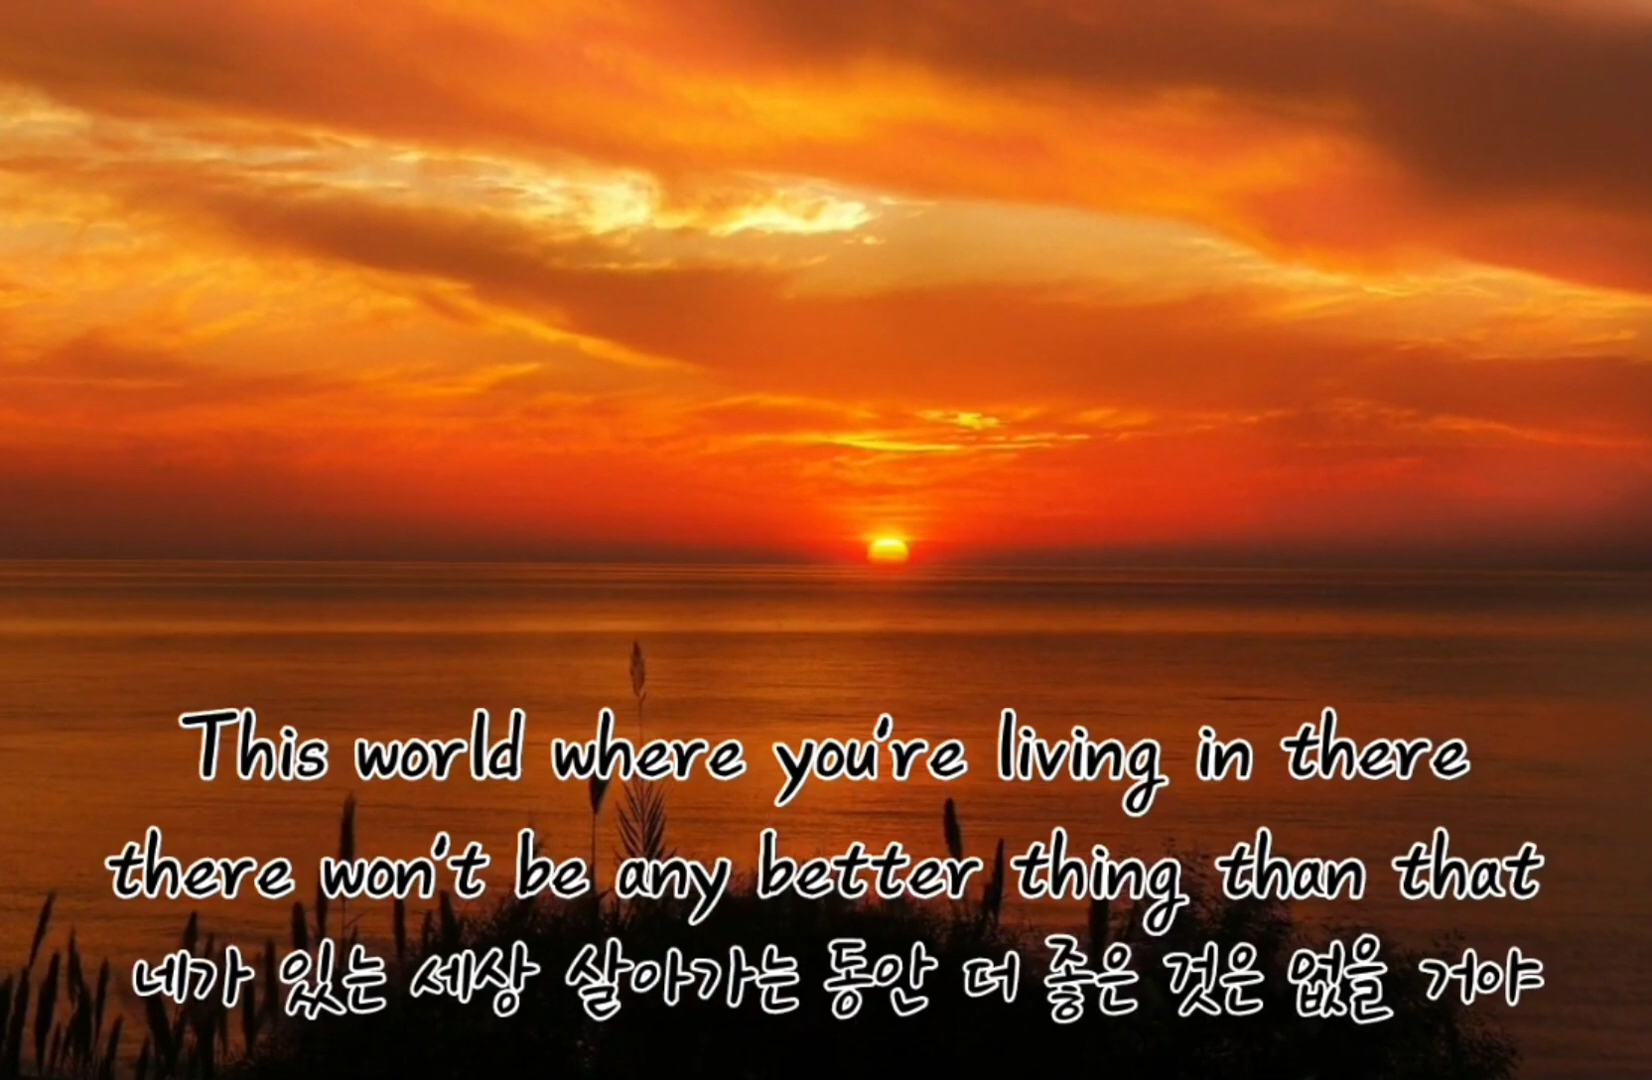 This world where you're living in there
there won't be any better thing than that
네가 있는 세상 살아가는 동안 더 좋은 것은 없을 거야